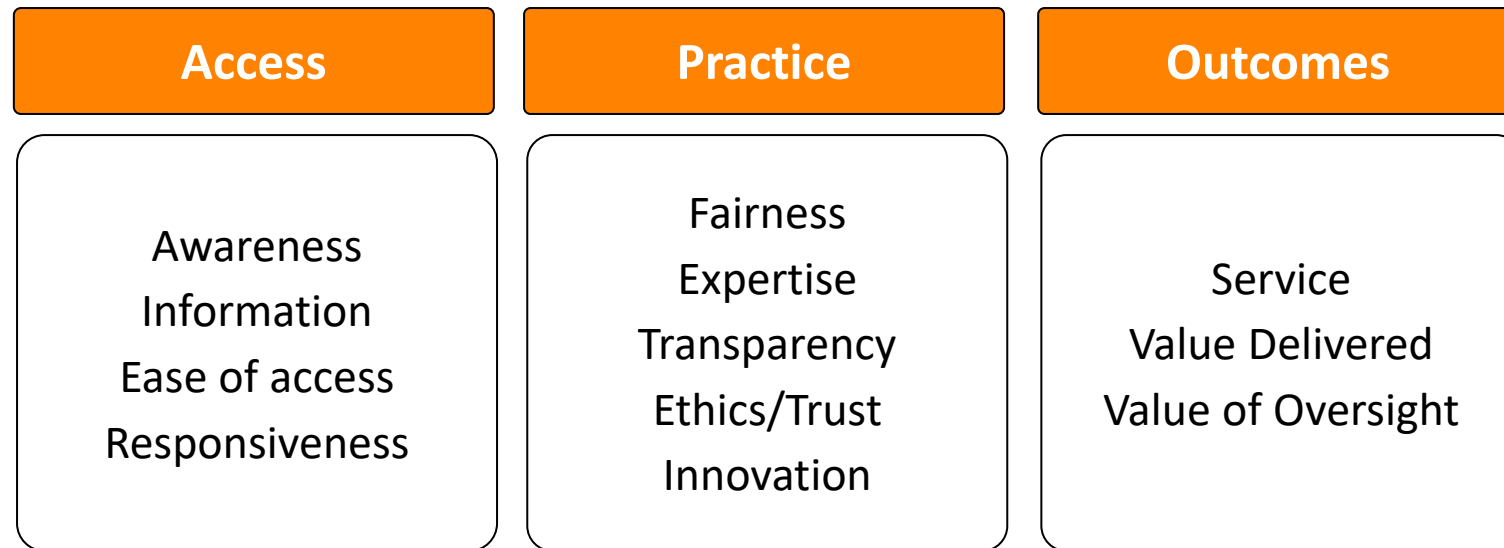 Access
Awareness
Information
Ease of access
Responsiveness
Practice
Fairness
Expertise
Transparency
Ethics/Trust
Innovation
Outcomes
Service
Value Delivered
Value of Oversight